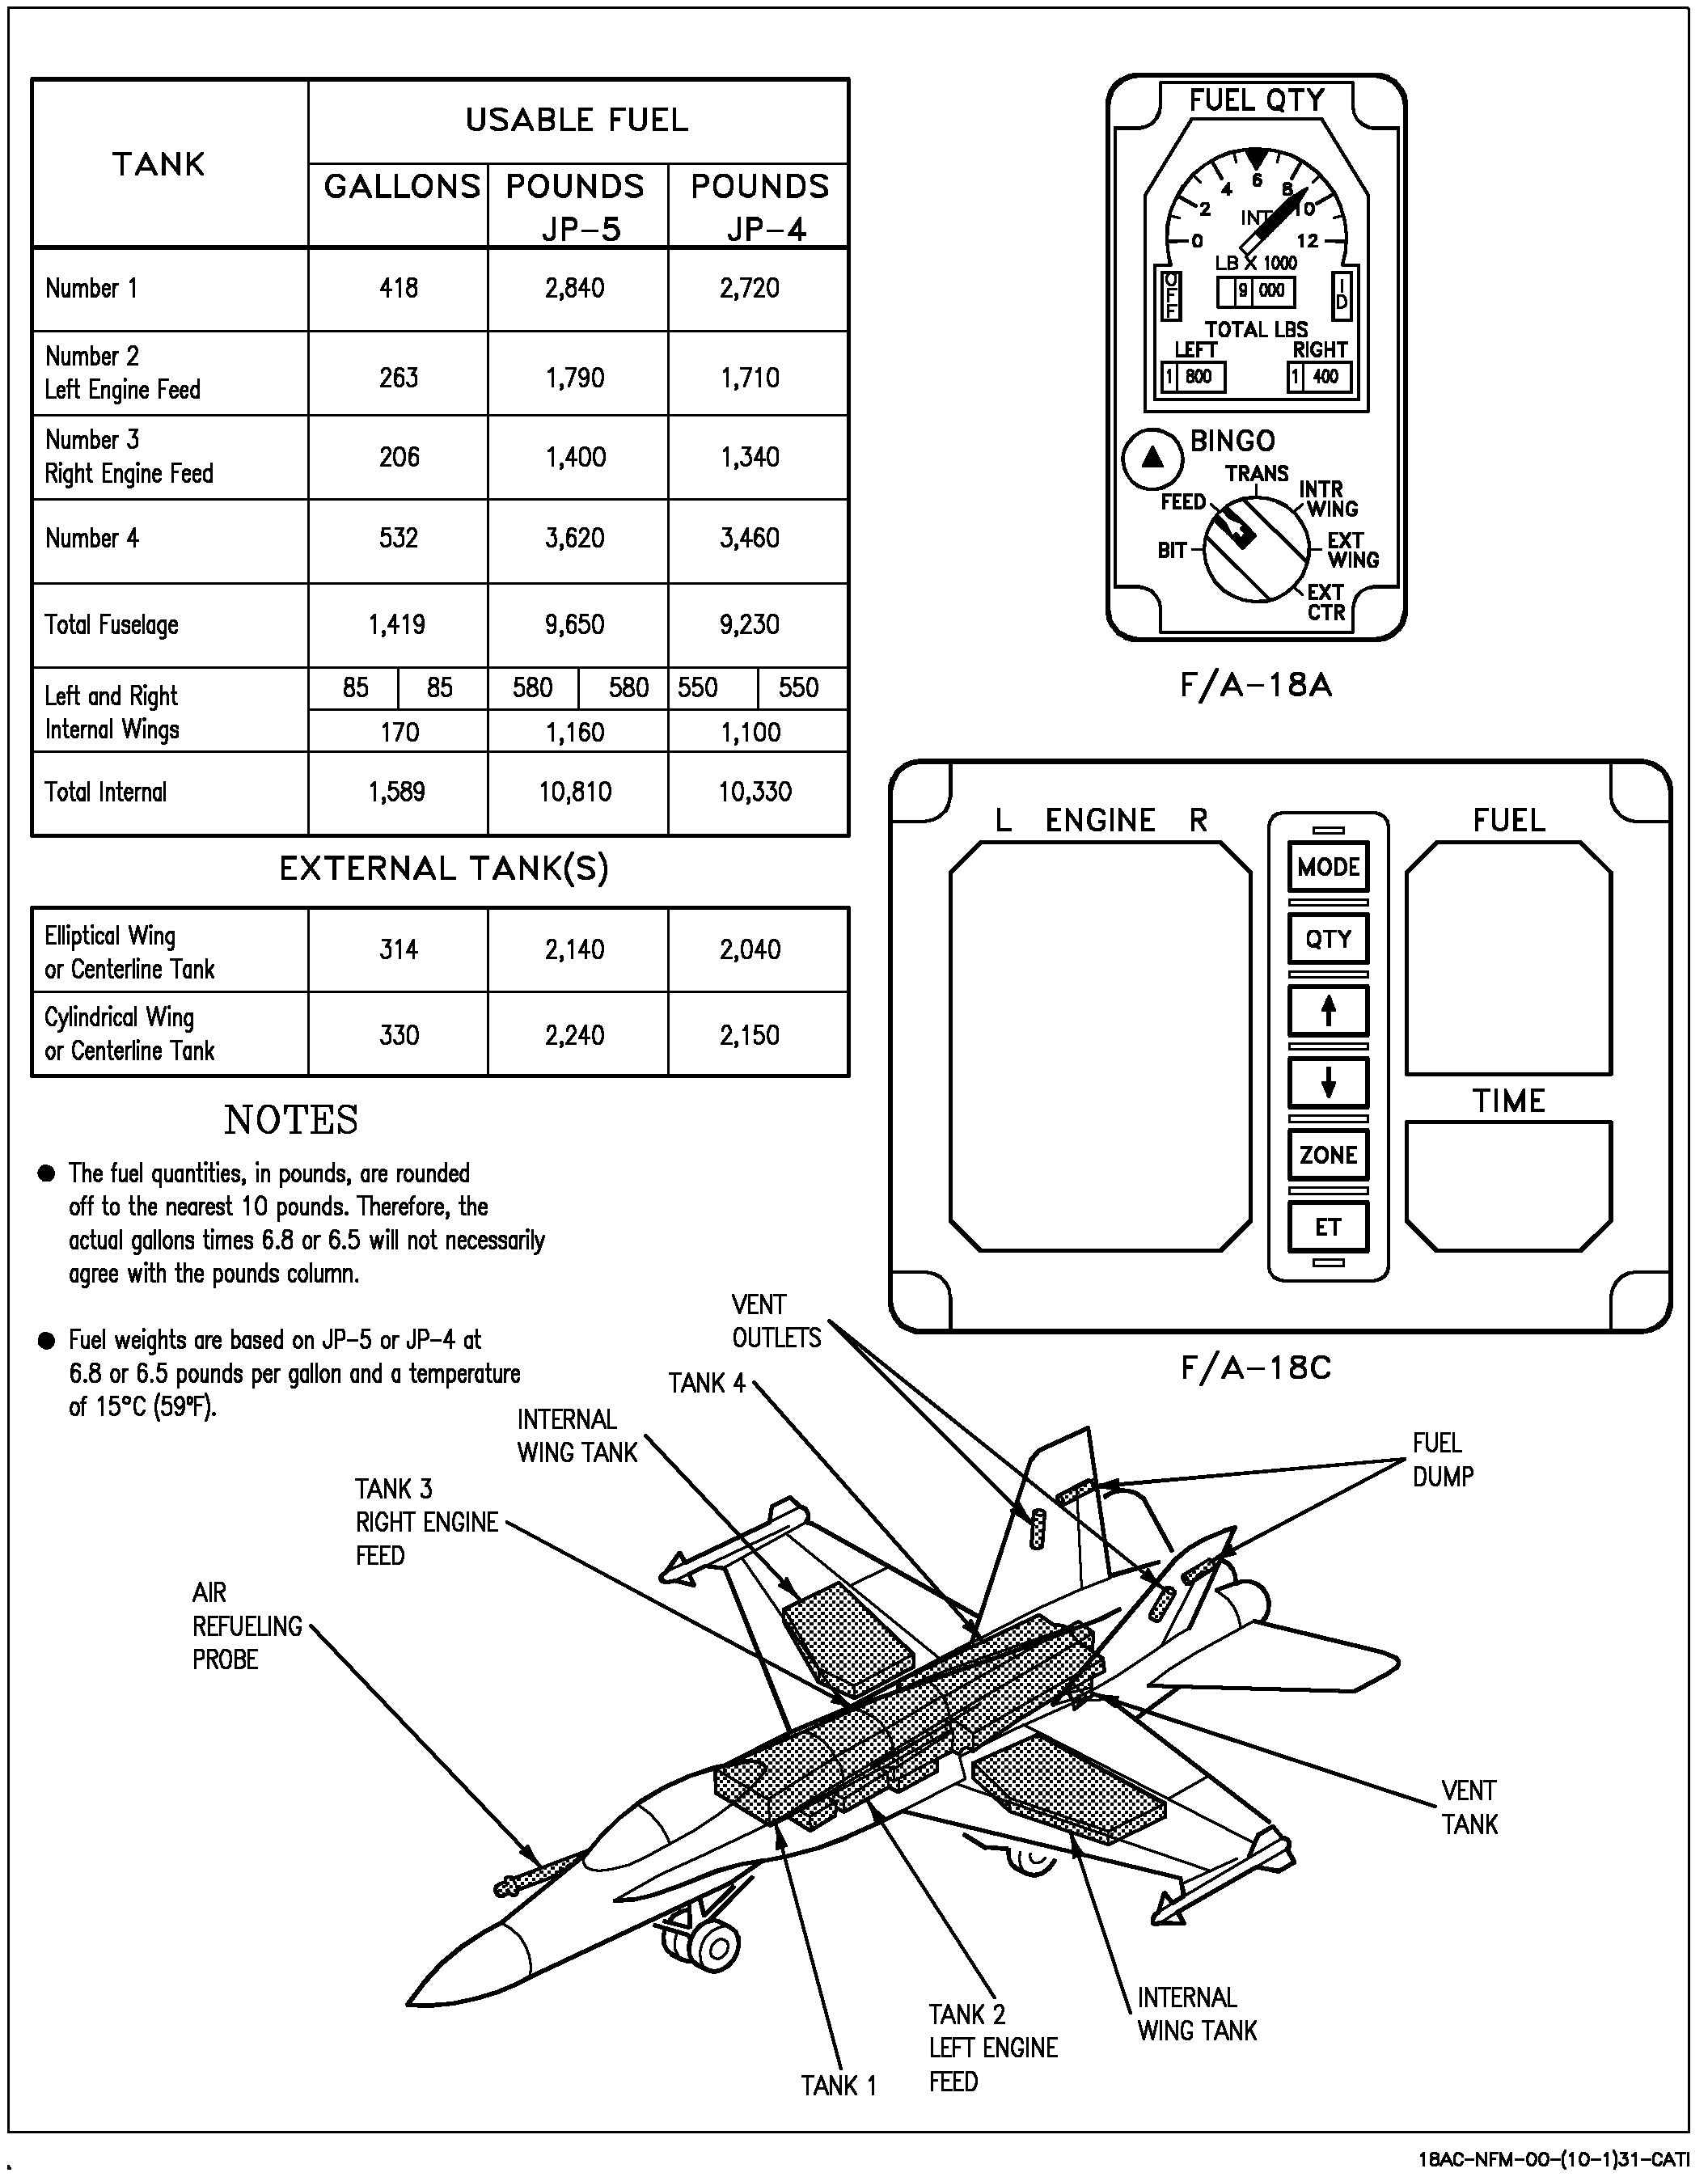 TANK
USABLE FUEL
GALLONS POUNDS JP-5 POUNDS JP-4
Number 1 418 2,840 2,720
Number 2
Left Engine Feed 263 1,790 1,710
Number 3
Right Engine Feed 206 1,400 1,340
Number 4 532 3,620 3,460
Total Fuselage 1,419 9,650 9,230
Left and Right
Internal Wings
85 85 580 580 550 550
170 1,160 1,100
Total Internal 1,589 10,810 10,330
EXTERNAL TANK(S)
Elliptical Wing
or Centerline Tank 314 2,140 2,040
Cylindrical Wing
or Centerline Tank 330 2,240 2,150
NOTES
● The fuel quantities, in pounds, are rounded
off to the nearest 10 pounds. Therefore, the
actual gallons times 6.8 or 6.5 will not necessarily
agree with the pounds column.
● Fuel weights are based on JP-5 or JP-4 at
6.8 or 6.5 pounds per gallon and a temperature
of 15°C (59°F).
FUEL QTY
0 2 4 6 8 10 12
INT
LB X 1000
OFF
9 000
ID
TOTAL LBS
LEFT RIGHT
1 800 1 400
BINGO
TRANS
FEED
INTR
WING
BIT
EXT
WING
EXT
CTR
F/A-18A
L ENGINE R
FUEL
MODE
QTY
↑
↓
TIME
ZONE
ET
F/A-18C
VENT
OUTLETS
TANK 4
INTERNAL
WING TANK
FUEL
DUMP
TANK 3
RIGHT ENGINE
FEED
AIR
REFUELING
PROBE
VENT
TANK
INTERNAL
WING TANK
TANK 2
LEFT ENGINE
FEED
TANK 1
18AC-NFM-00-(10-1)31-CATI